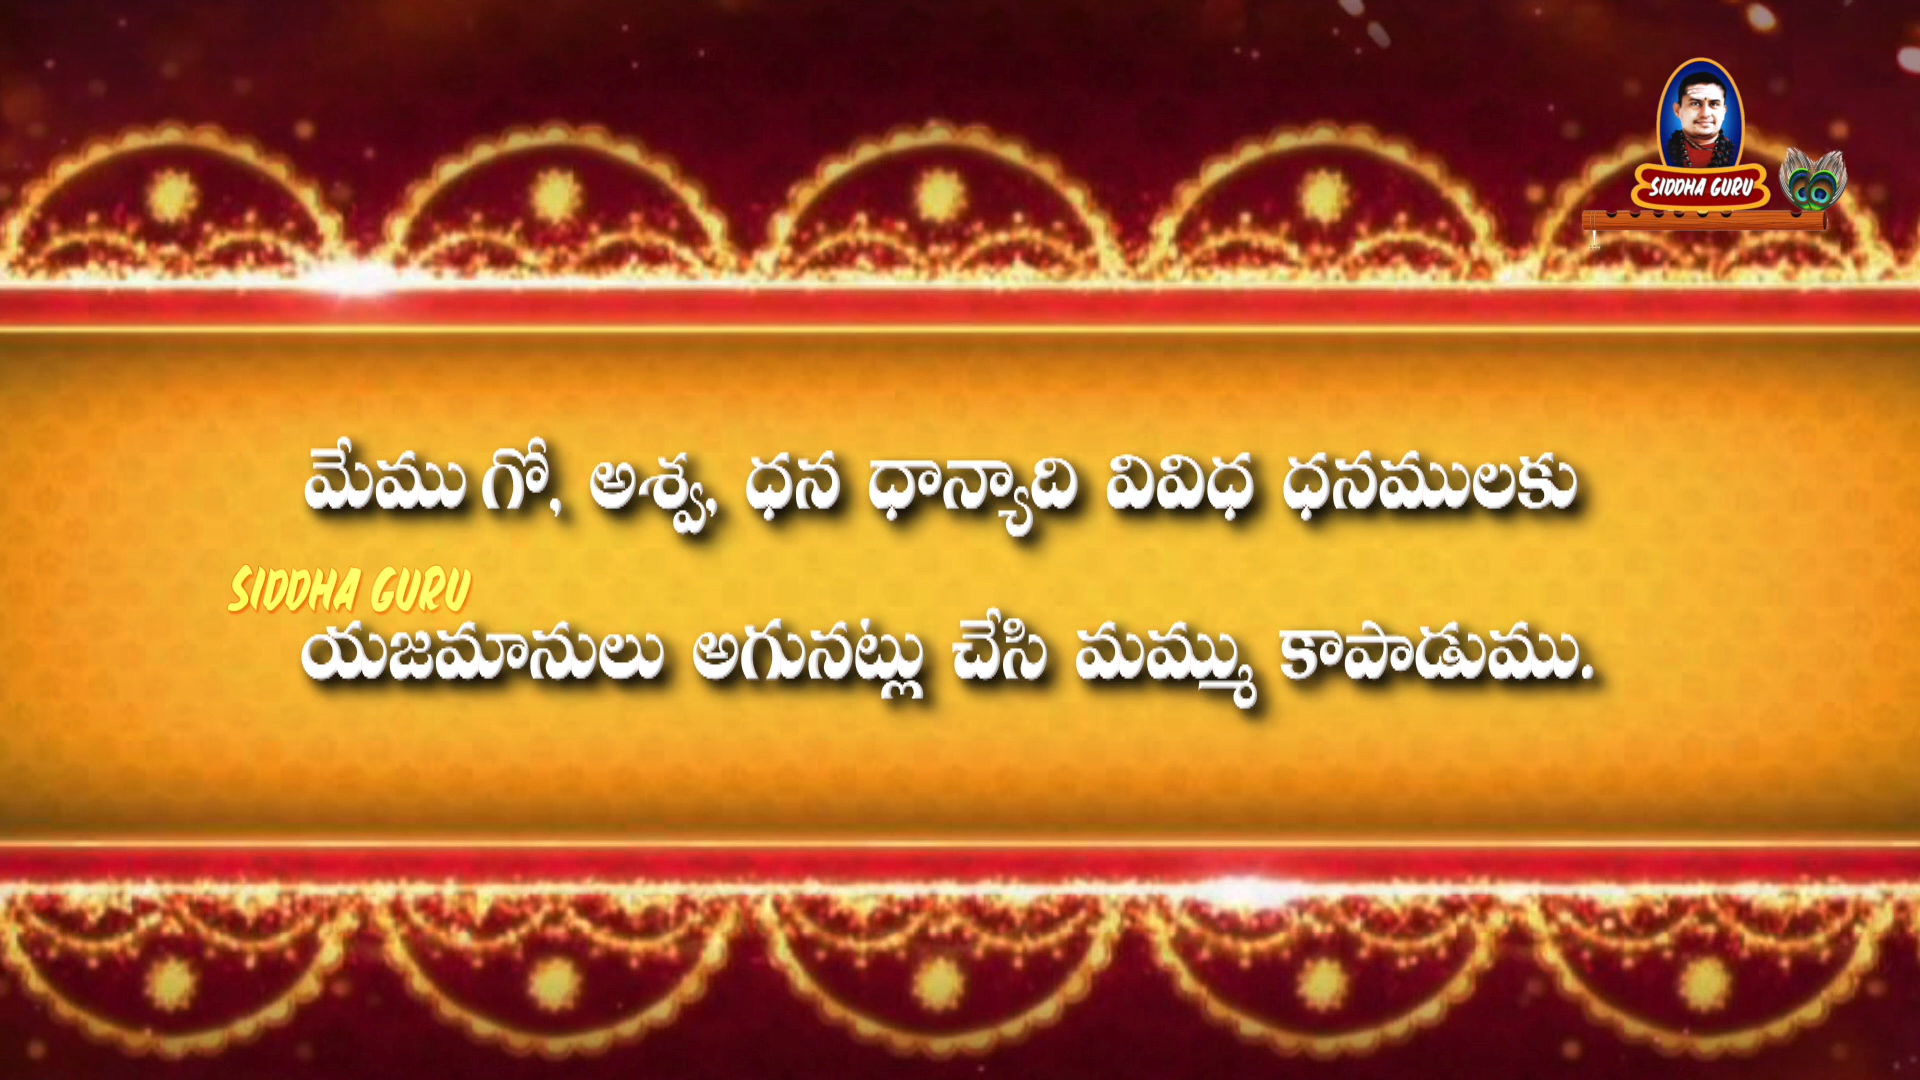 SIDDHA GURU
మేము గో, అశ్వ, ధన ధాన్యాది వివిధ ధనములకు
SIDDHA GURU
యజమానులు అగునట్లు చేసి మమ్ము కాపాడుము.